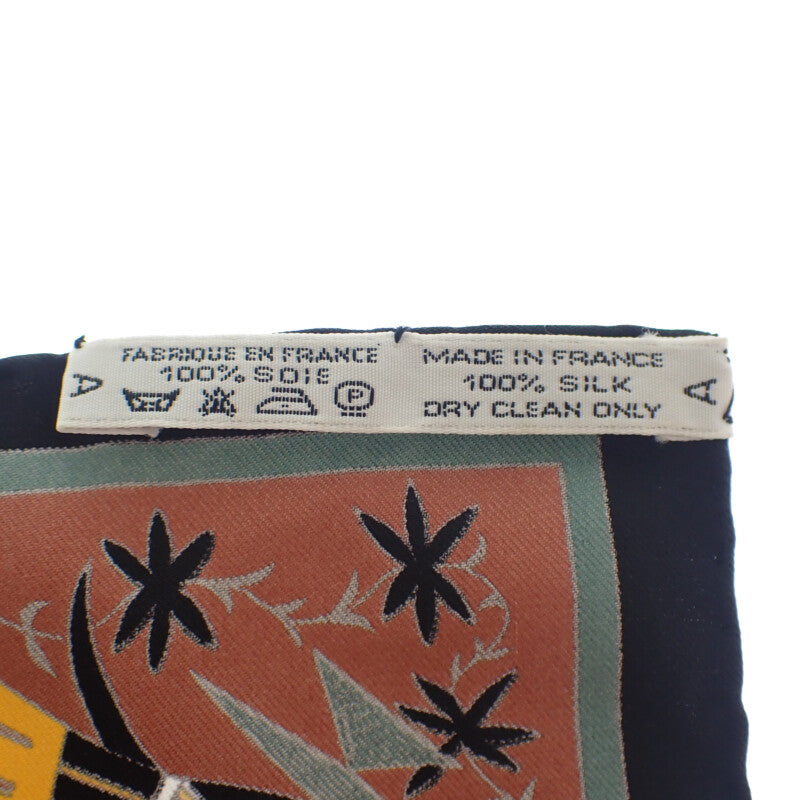 FABRIQUE EN FRANCE
100% SOIE
P
A
MADE IN FRANCE
100% SILK
DRY CLEAN ONLY
A